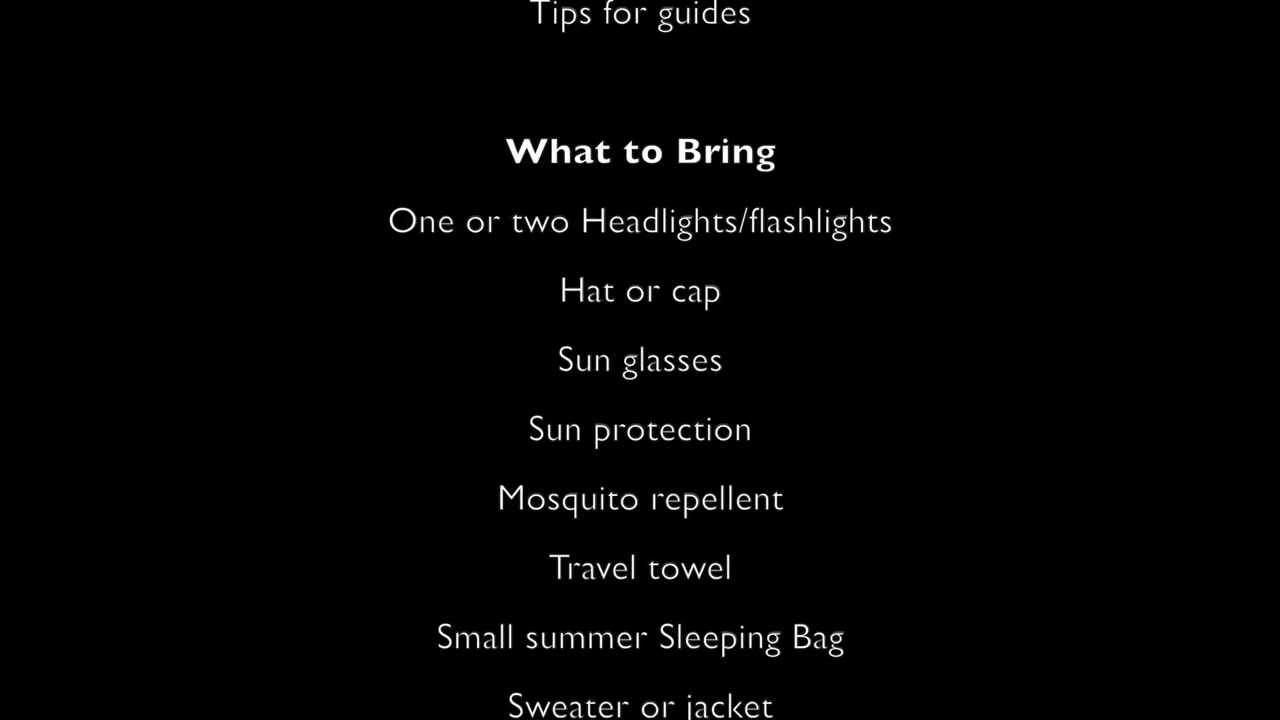 Tips for guides
What to Bring
One or two Headlights/flashlights
Hat or cap
Sun glasses
Sun protection
Mosquito repellent
Travel towel
Small summer Sleeping Bag
Sweater or jacket